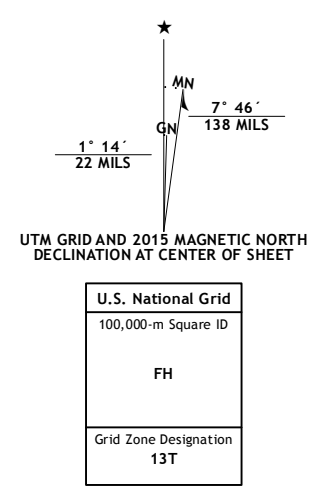 ★
MN
7° 46´
138 MILS
GN
1° 14´
22 MILS
UTM GRID AND 2015 MAGNETIC NORTH
DECLINATION AT CENTER OF SHEET
U.S. National Grid
100,000-m Square ID
FH
Grid Zone Designation
13T